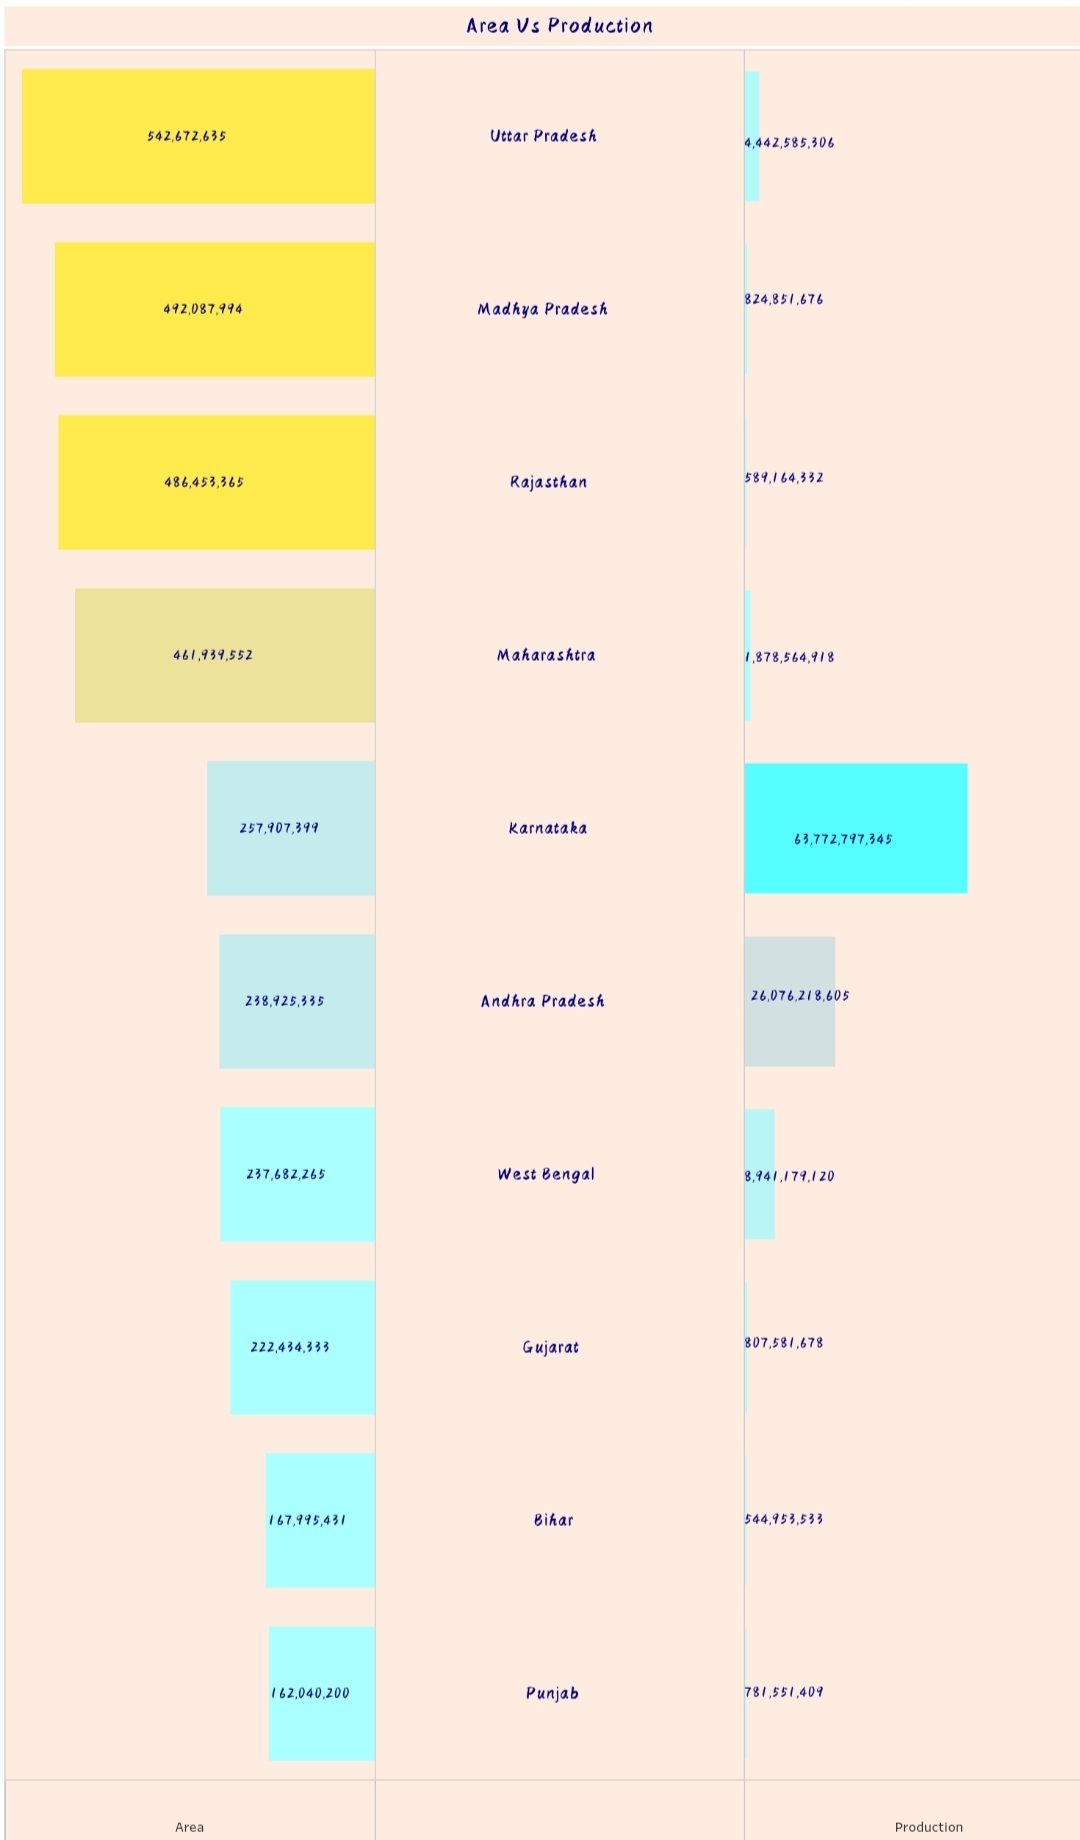 Area Vs Production
542,672,635 Uttar Pradesh 4,442,585,306
492,087,994 Madhya Pradesh 824,851,676
486,453,365 Rajasthan 589,164,332
461,939,552 Maharashtra 1,878,564,918
257,907,399 Karnataka 63,772,797,345
238,925,335 Andhra Pradesh 26,076,218,605
237,682,265 West Bengal 8,941,179,120
222,434,333 Gujarat 807,581,678
167,995,431 Bihar 544,953,533
162,040,200 Punjab 781,551,409
Area Production